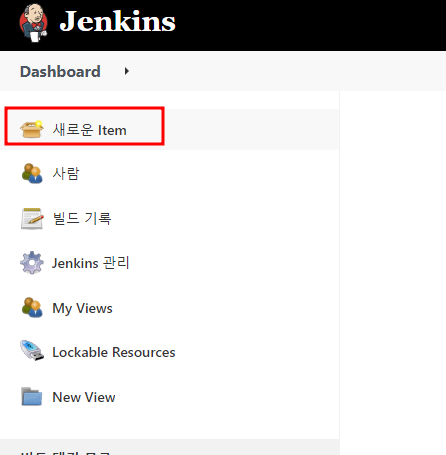 Jenkins
Dashboard
새로운 Item
사람
빌드 기록
Jenkins 관리
My Views
Lockable Resources
New View